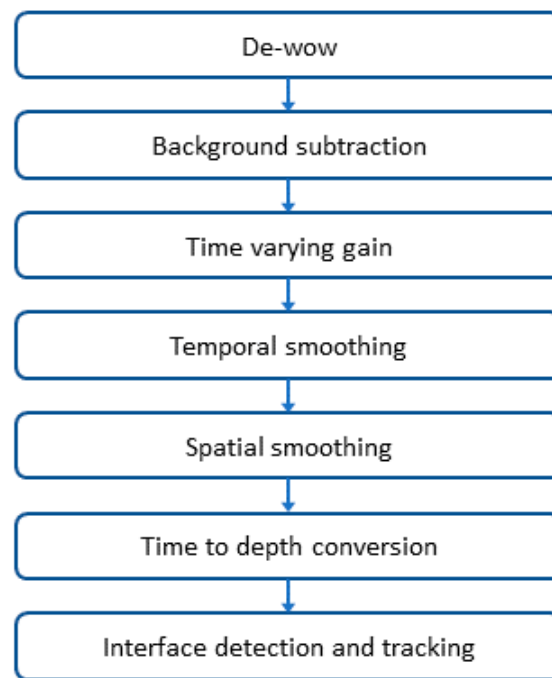 De-wow
Background subtraction
Time varying gain
Temporal smoothing
Spatial smoothing
Time to depth conversion
Interface detection and tracking